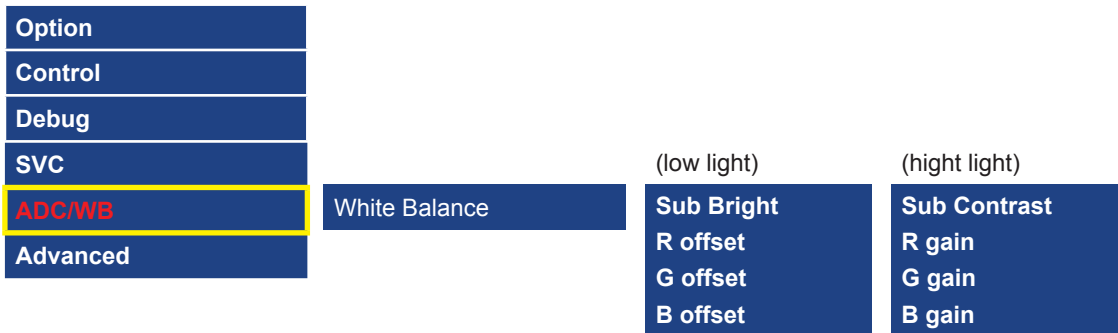 Option
Control
Debug
SVC
ADC/WB
Advanced
White Balance
(low light)
Sub Bright
R offset
G offset
B offset
(hight light)
Sub Contrast
R gain
G gain
B gain